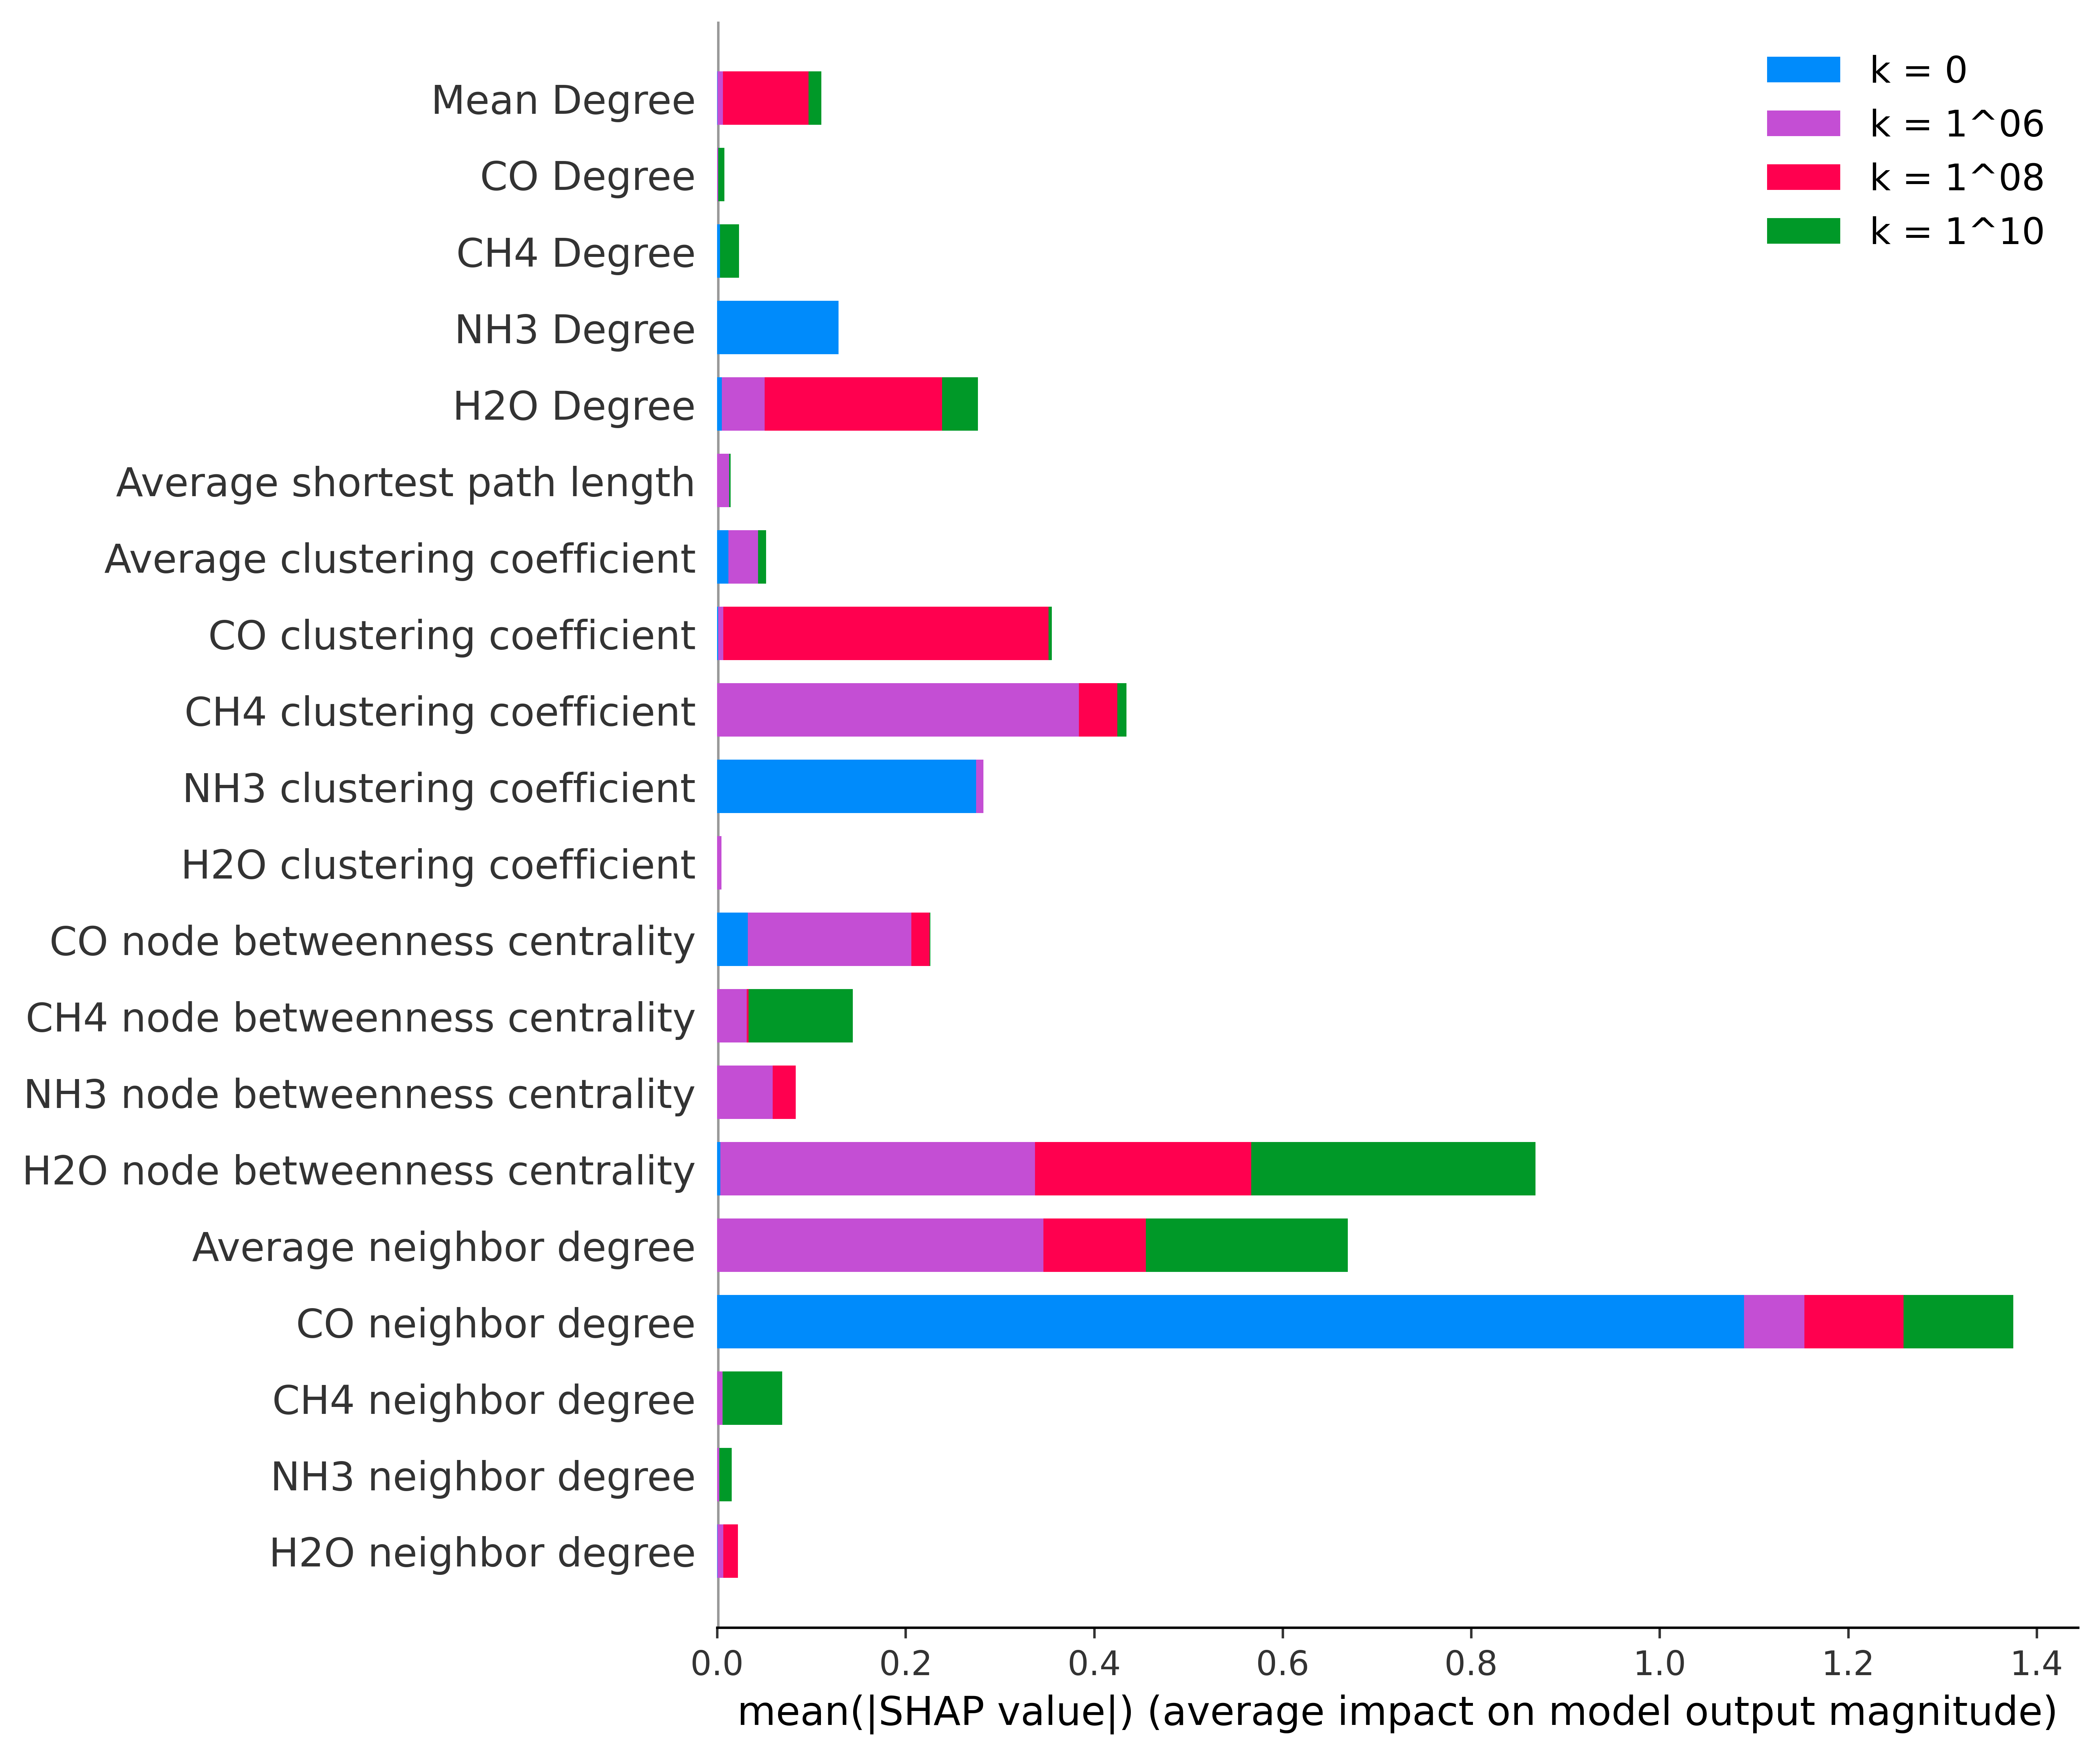 k = 0
k = 1^06
k = 1^08
k = 1^10
Mean Degree
CO Degree
CH4 Degree
NH3 Degree
H2O Degree
Average shortest path length
Average clustering coefficient
CO clustering coefficient
CH4 clustering coefficient
NH3 clustering coefficient
H2O clustering coefficient
CO node betweenness centrality
CH4 node betweenness centrality
NH3 node betweenness centrality
H2O node betweenness centrality
Average neighbor degree
CO neighbor degree
CH4 neighbor degree
NH3 neighbor degree
H2O neighbor degree
0.0 0.2 0.4 0.6 0.8 1.0 1.2 1.4
mean(|SHAP value|) (average impact on model output magnitude)